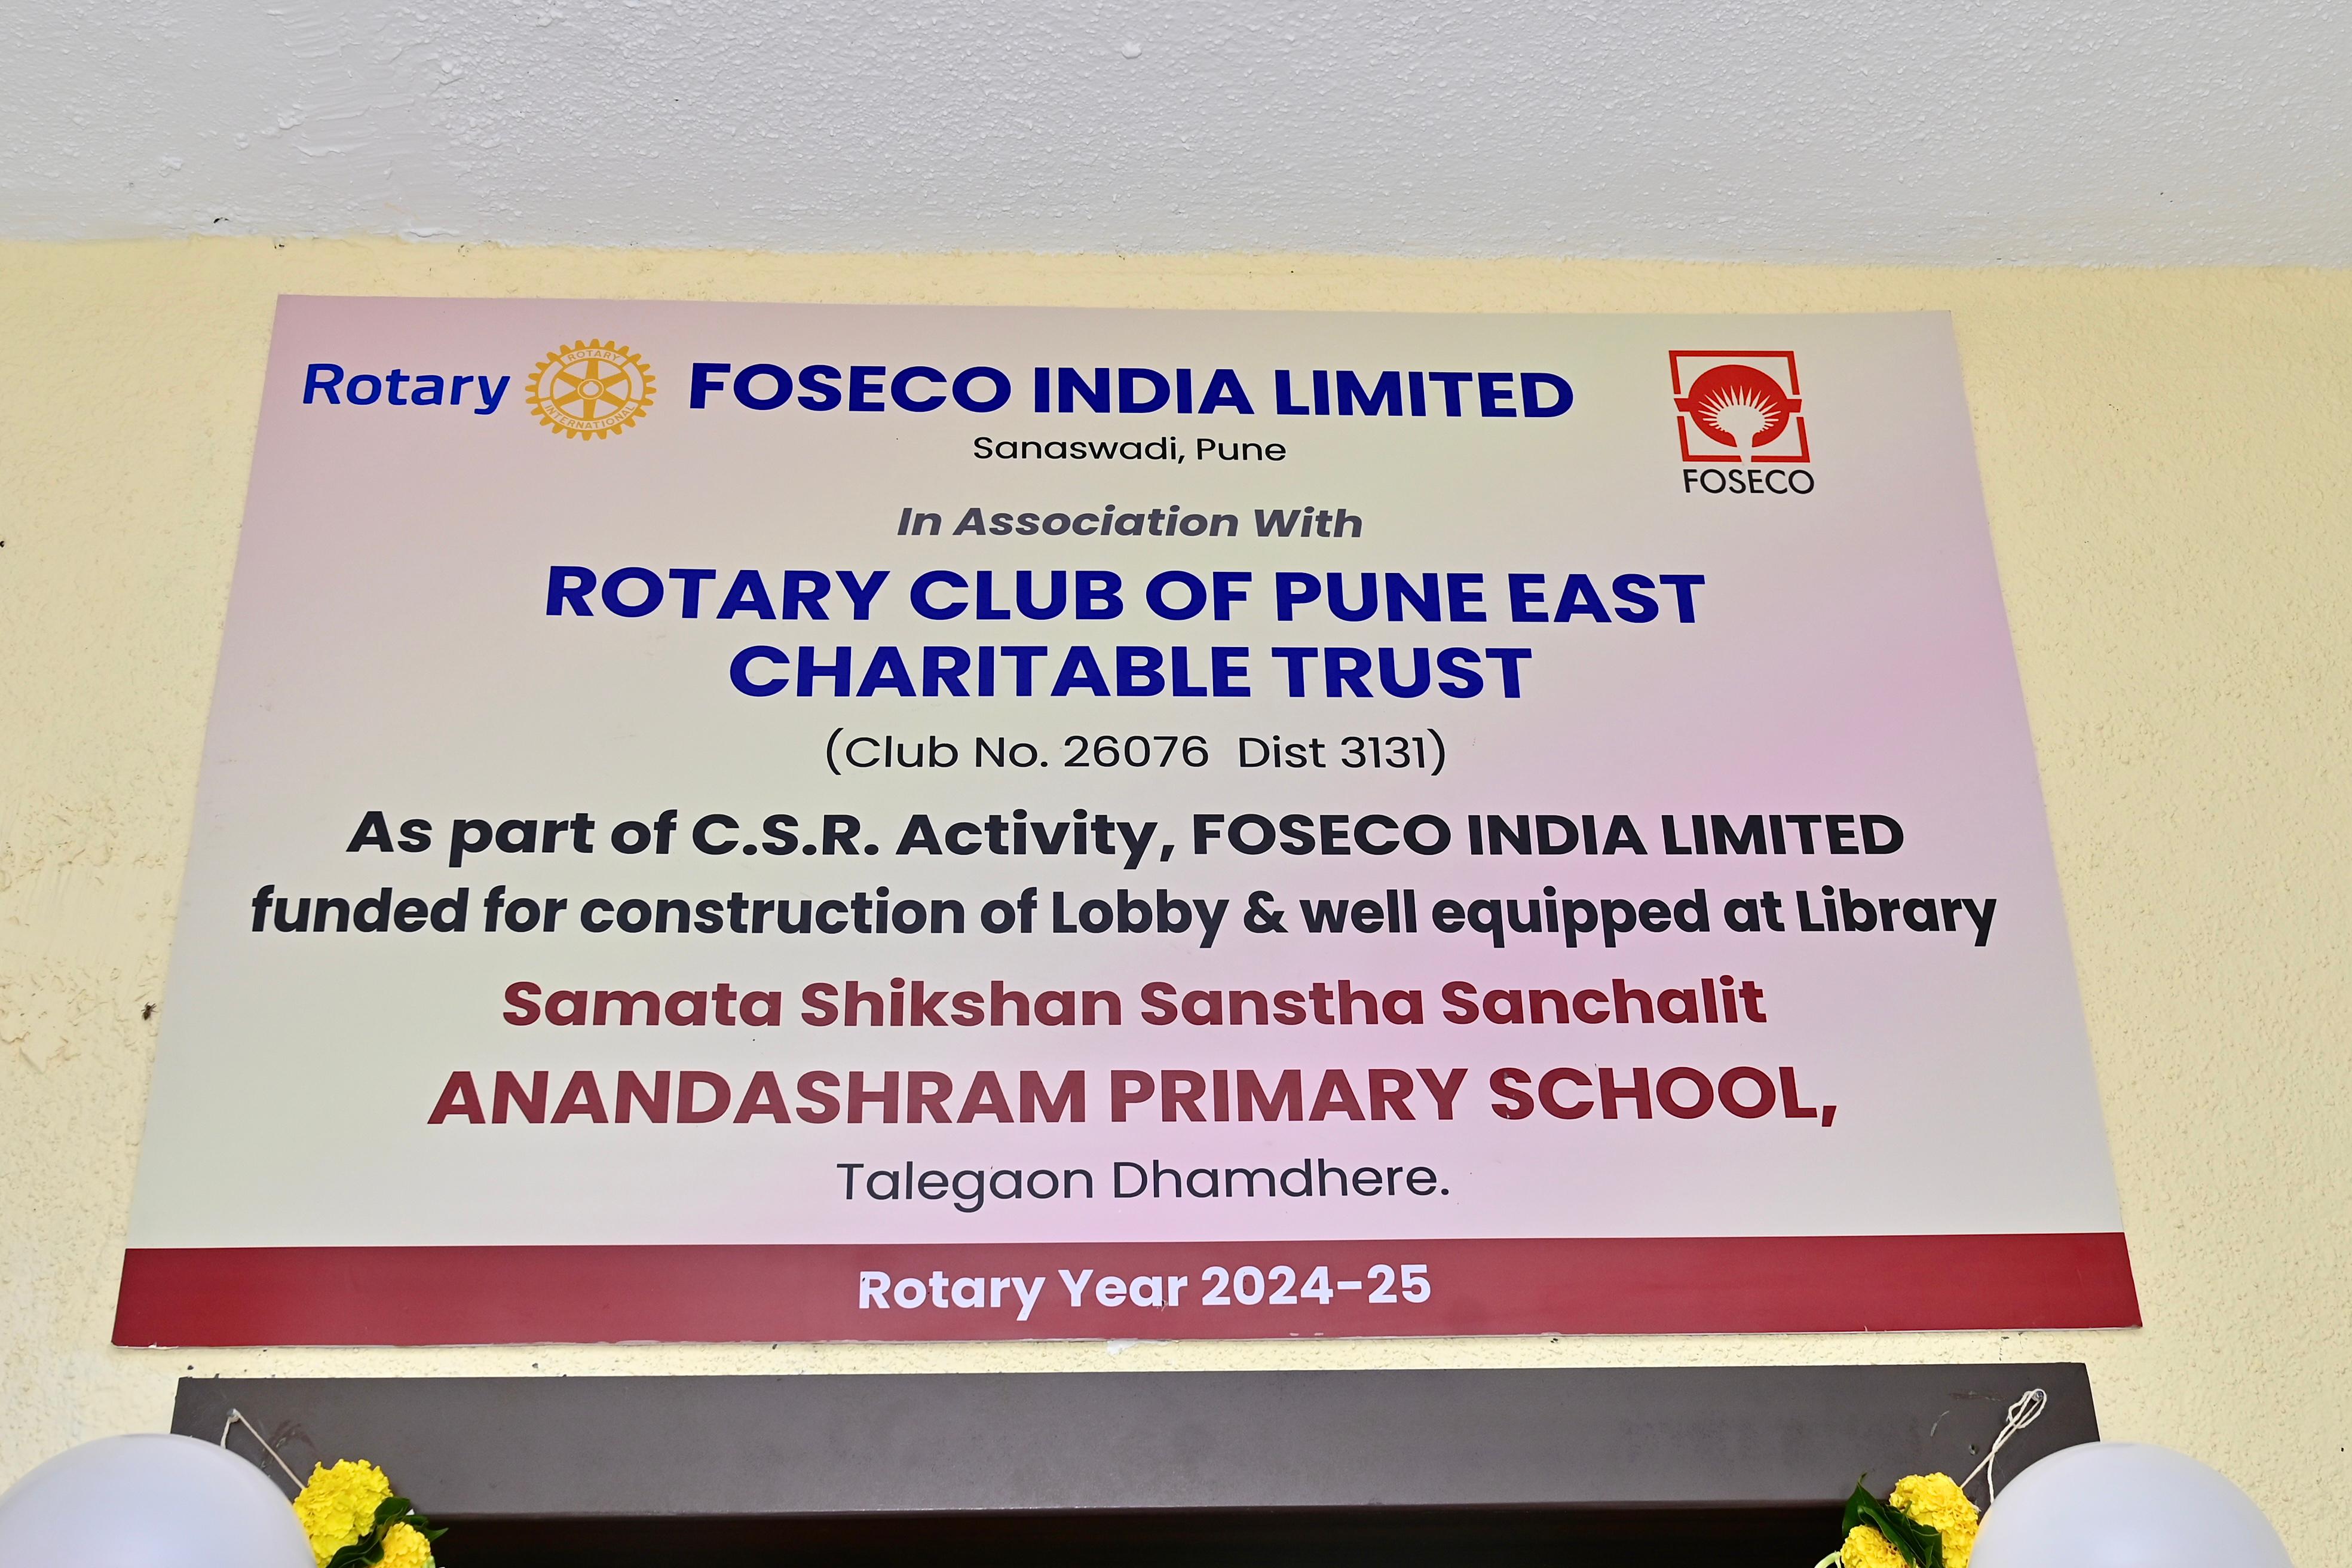 Rotary
ROTARY
INTERNATIONAL
FOSECO INDIA LIMITED
Sanaswadi, Pune
FOSECO
In Association With
ROTARY CLUB OF PUNE EAST
CHARITABLE TRUST
(Club No. 26076 Dist 3131)
As part of C.S.R. Activity, FOSECO INDIA LIMITED
funded for construction of Lobby & well equipped at Library
Samata Shikshan Sanstha Sanchalit
ANANDASHRAM PRIMARY SCHOOL,
Talegaon Dhamdhere.
Rotary Year 2024-25